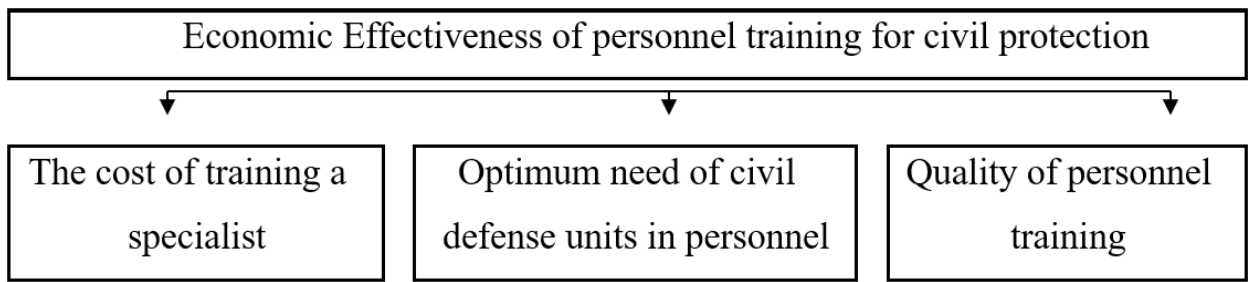 Economic Effectiveness of personnel training for civil protection
The cost of training a
specialist
Optimum need of civil
defense units in personnel
Quality of personnel
training